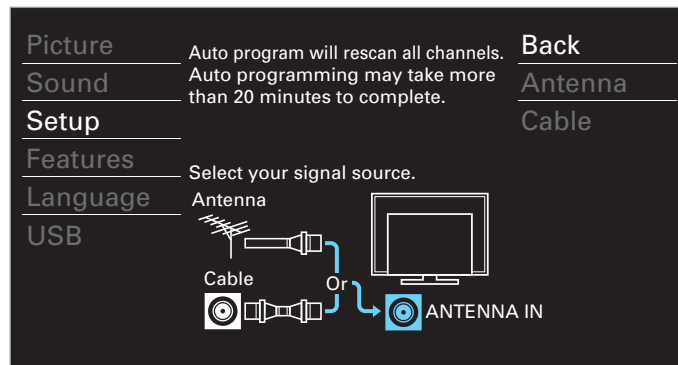 Picture
Sound
Setup
Features
Language
USB
Auto program will rescan all channels.
Auto programming may take more
than 20 minutes to complete.
Select your signal source.
Antenna
Cable
Or
ANTENNA IN
Back
Antenna
Cable